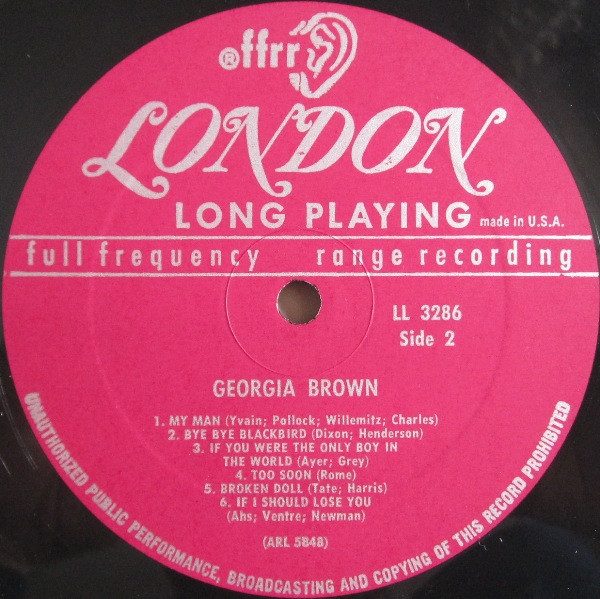 ®ffrr
LONDON
LONG PLAYING made in U.S.A.
full frequency range recording
LL 3286
Side 2
GEORGIA BROWN
1. MY MAN (Yvain; Pollock; Willemitz; Charles)
2. BYE BYE BLACKBIRD (Dixon; Henderson)
3. IF YOU WERE THE ONLY BOY IN
THE WORLD (Ayer; Grey)
4. TOO SOON (Rome)
5. BROKEN DOLL (Tate; Harris)
6. IF I SHOULD LOSE YOU
(Ahs; Ventre; Newman)
(ARL 5848)
UNAUTHORIZED PUBLIC PERFORMANCE, BROADCASTING AND COPYING OF THIS RECORD PROHIBITED